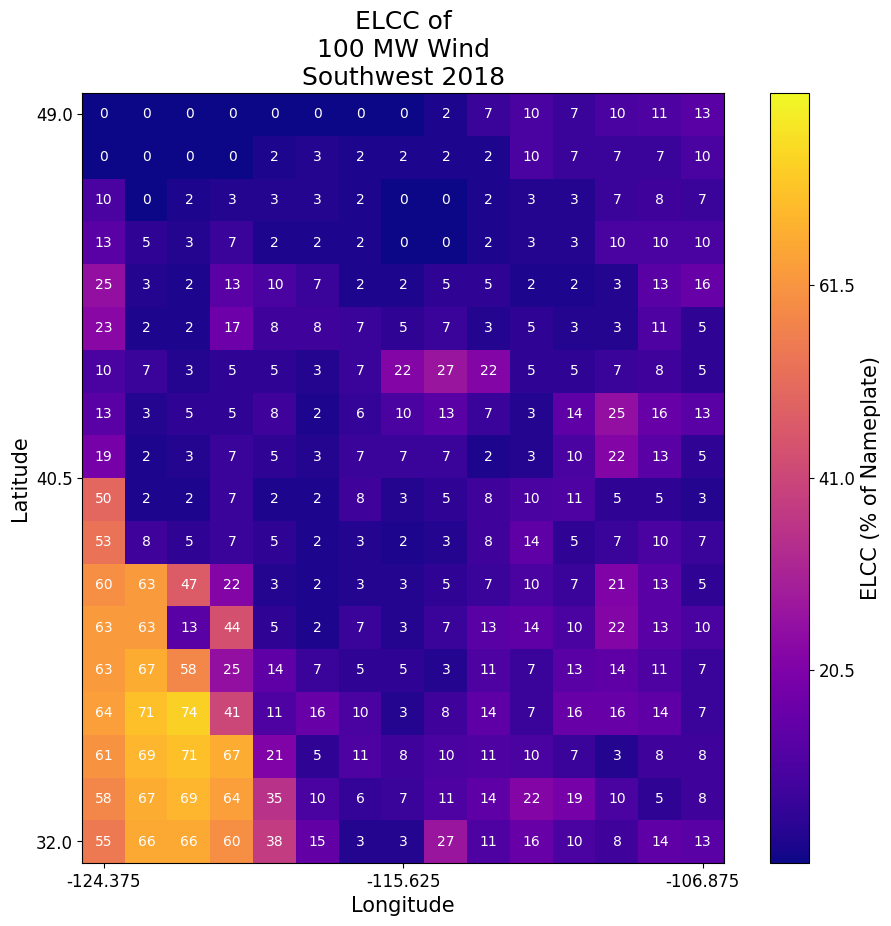 ELCC of
100 MW Wind
Southwest 2018
49.0
0 0 0 0 0 0 0 0 2 7 10 7 10 11 13
0 0 0 0 2 3 2 2 2 2 10 7 7 7 10
10 0 2 3 3 3 2 0 0 2 3 3 7 8 7
13 5 3 7 2 2 2 0 0 2 3 3 10 10 10
25 3 2 13 10 7 2 2 5 5 2 2 3 13 16
61.5
23 2 2 17 8 8 7 5 7 3 5 3 3 11 5
10 7 3 5 5 3 7 22 27 22 5 5 7 8 5
13 3 5 5 8 2 6 10 13 7 3 14 25 16 13
19 2 3 7 5 3 7 7 7 2 3 10 22 13 5
Latitude
40.5
41.0
ELCC (% of Nameplate)
50 2 2 7 2 2 8 3 5 8 10 11 5 5 3
53 8 5 7 5 2 3 2 3 8 14 5 7 10 7
60 63 47 22 3 2 3 3 5 7 10 7 21 13 5
63 63 13 44 5 2 7 3 7 13 14 10 22 13 10
63 67 58 25 14 7 5 5 3 11 7 13 14 11 7
20.5
64 71 74 41 11 16 10 3 8 14 7 16 16 14 7
61 69 71 67 21 5 11 8 10 11 10 7 3 8 8
58 67 69 64 35 10 6 7 11 14 22 19 10 5 8
32.0
55 66 66 60 38 15 3 3 27 11 16 10 8 14 13
-124.375 -115.625 -106.875
Longitude